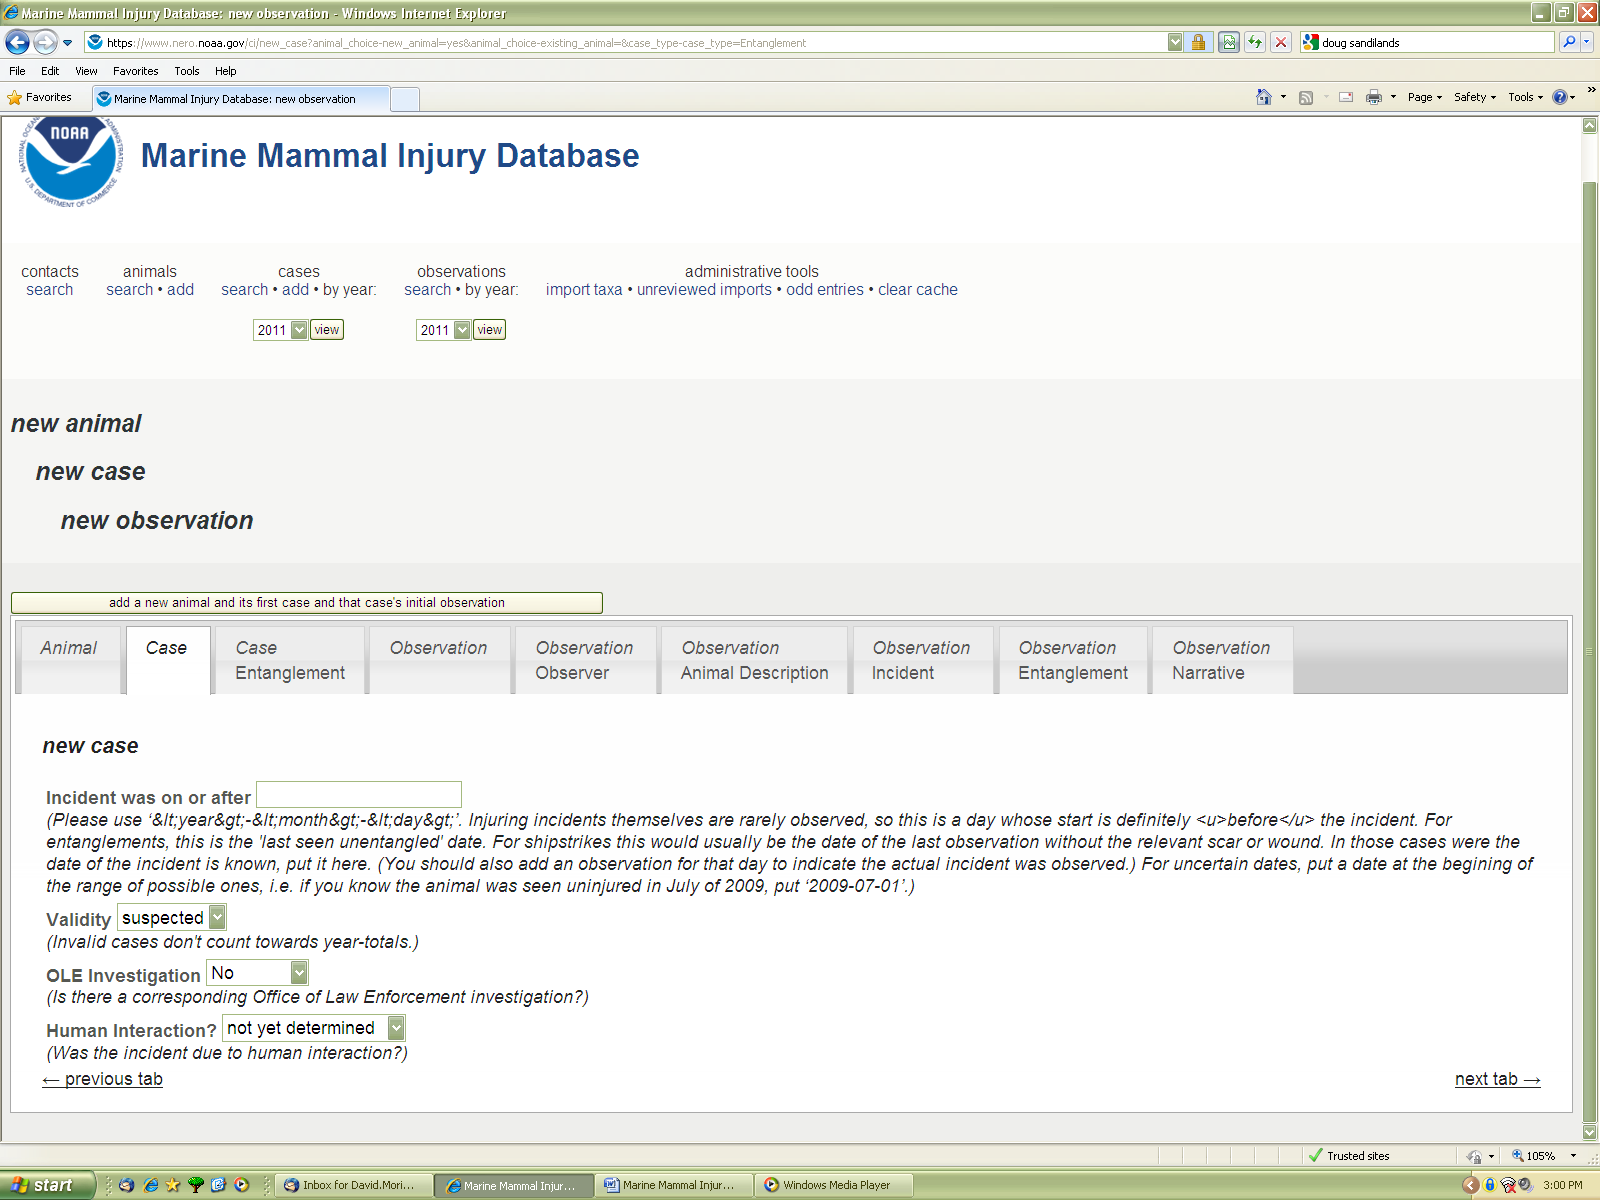 Marine Mammal Injury Database: new observation - Windows Internet Explorer
https://www.nero.noaa.gov/ci/new_case?animal_choice-new_animal=yes&animal_choice-existing_animal=&case_type-case_type=Entanglement
doug sandilands
File Edit View Favorites Tools Help
Favorites Marine Mammal Injury Database: new observation Page Safety Tools
NOAA
U.S. DEPARTMENT OF COMMERCE
Marine Mammal Injury Database
contacts animals cases observations administrative tools
search search • add search • add • by year: search • by year: import taxa • unreviewed imports • odd entries • clear cache
2011 view 2011 view
new animal
new case
new observation
add a new animal and its first case and that case's initial observation
Animal Case Case Observation Observation Observation Observation Observation Observation
Entanglement Observer Animal Description Incident Entanglement Narrative
new case
Incident was on or after
(Please use ‘&lt;year&gt;-&lt;month&gt;-&lt;day&gt;’. Injuring incidents themselves are rarely observed, so this is a day whose start is definitely <u>before</u> the incident. For
entanglements, this is the 'last seen unentangled' date. For shipstrikes this would usually be the date of the last observation without the relevant scar or wound. In those cases were the
date of the incident is known, put it here. (You should also add an observation for that day to indicate the actual incident was observed.) For uncertain dates, put a date at the begining of
the range of possible ones, i.e. if you know the animal was seen uninjured in July of 2009, put ‘2009-07-01’.)
Validity suspected
(Invalid cases don't count towards year-totals.)
OLE Investigation No
(Is there a corresponding Office of Law Enforcement investigation?)
Human Interaction? not yet determined
(Was the incident due to human interaction?)
← previous tab next tab →
Trusted sites 105%
start Inbox for David.Mori... Marine Mammal Injur... Marine Mammal Injur... Windows Media Player 3:00 PM